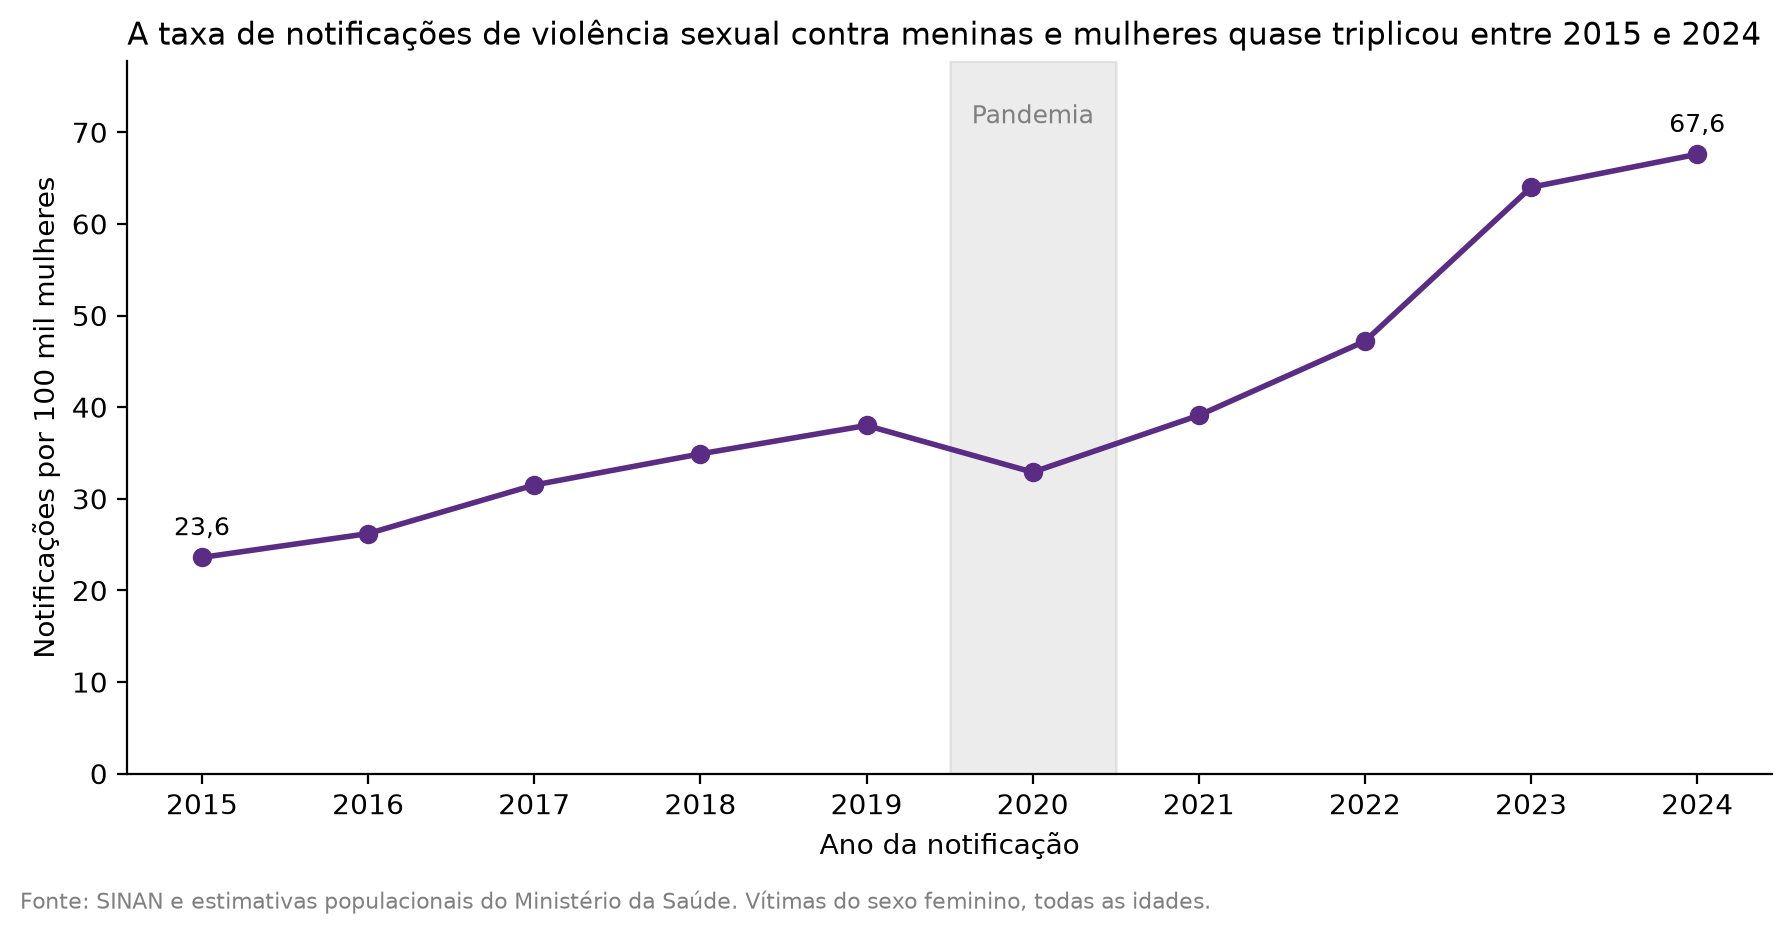 A taxa de notificações de violência sexual contra meninas e mulheres quase triplicou entre 2015 e 2024
Pandemia
67,6
23,6
Notificações por 100 mil mulheres
70
60
50
40
30
20
10
0
2015 2016 2017 2018 2019 2020 2021 2022 2023 2024
Ano da notificação
Fonte: SINAN e estimativas populacionais do Ministério da Saúde. Vítimas do sexo feminino, todas as idades.